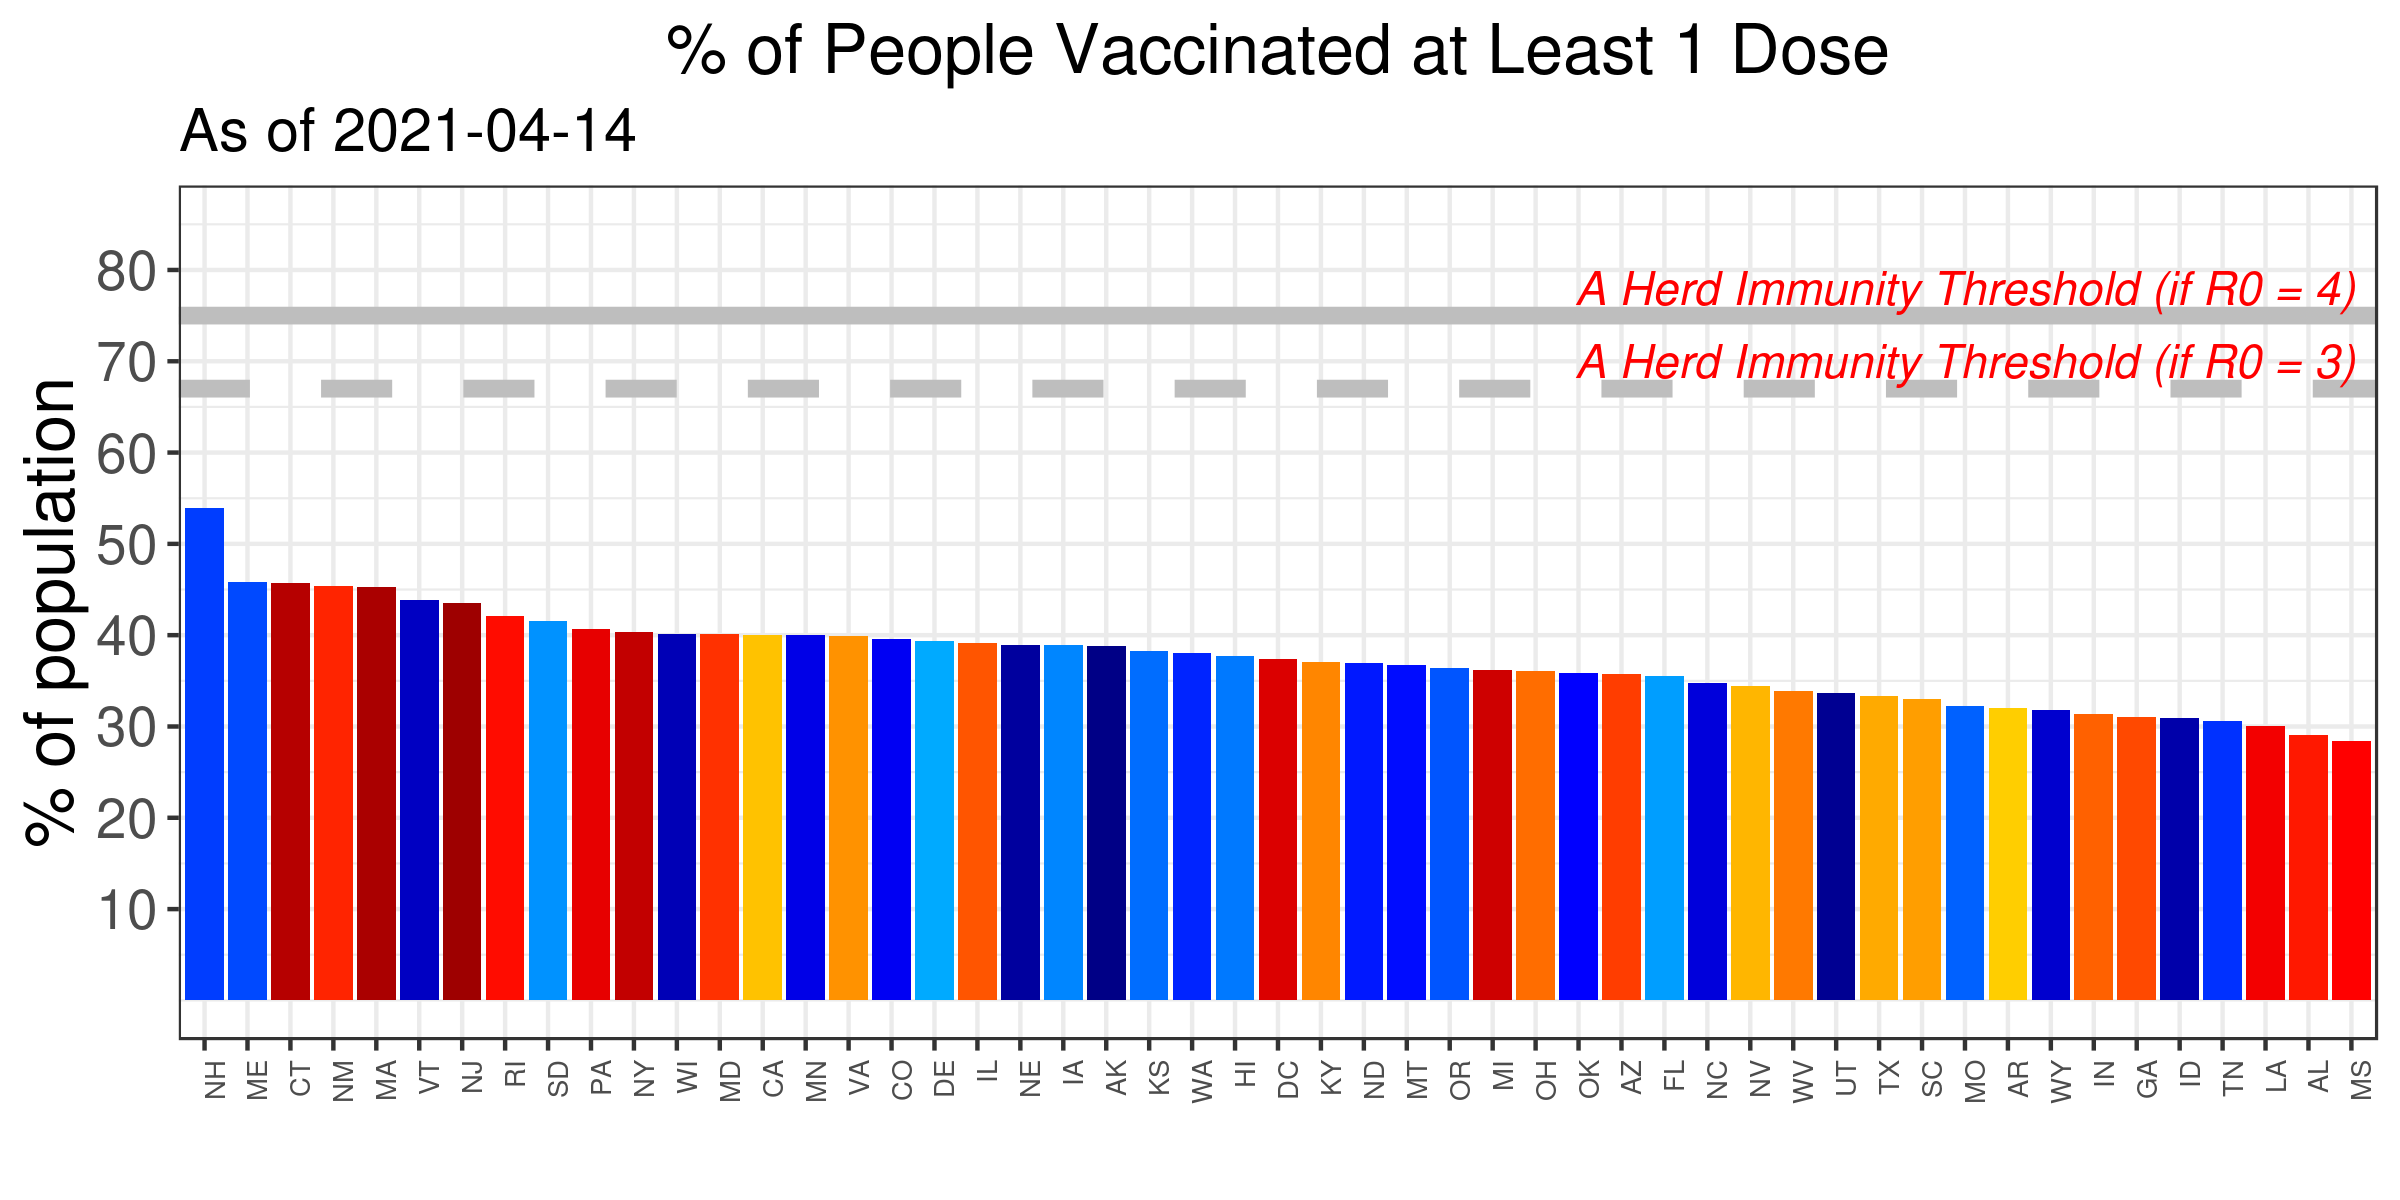 % of People Vaccinated at Least 1 Dose
As of 2021-04-14
% of population
80
70
60
50
40
30
20
10
A Herd Immunity Threshold (if R0 = 4)
A Herd Immunity Threshold (if R0 = 3)
NH ME CT NM MA VT NJ RI SD PA NY WI MD CA MN VA CO DE IL NE IA AK KS WA HI DC KY ND MT OR MI OH OK AZ FL NC NV WV UT TX SC MO AR WY IN GA ID TN LA AL MS